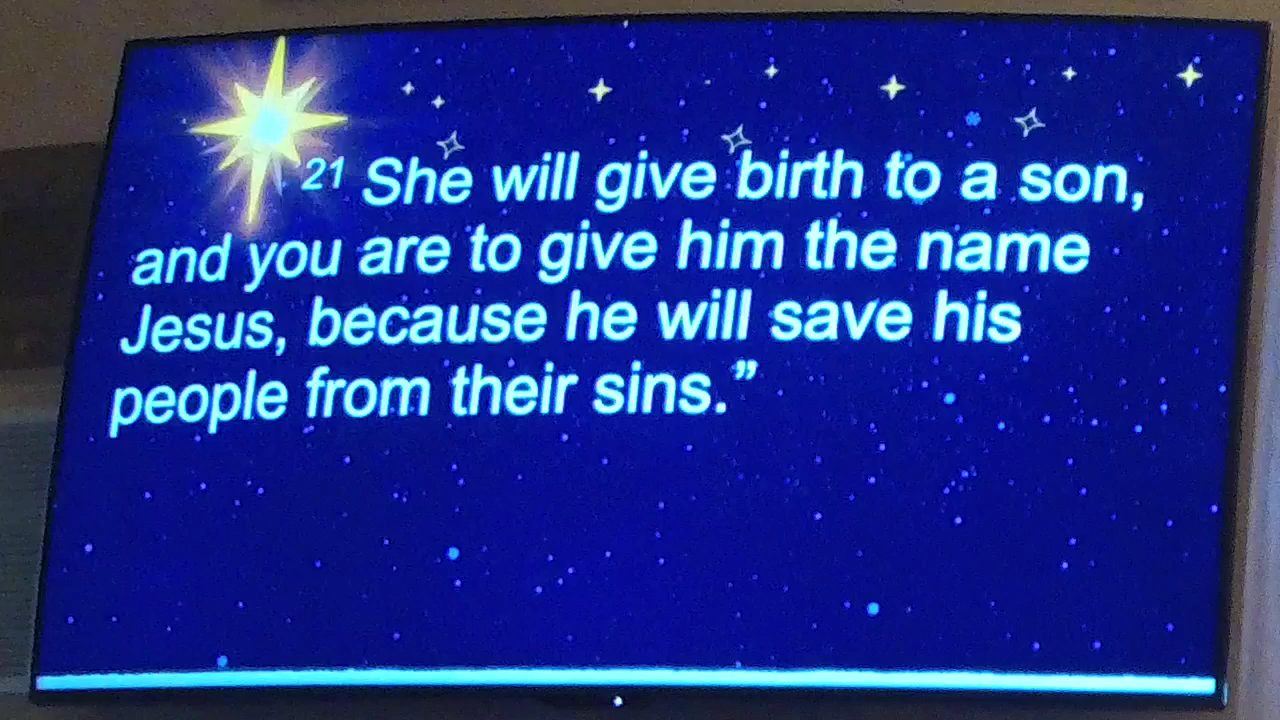 21 She will give birth to a son,
and you are to give him the name
Jesus, because he will save his
people from their sins.”